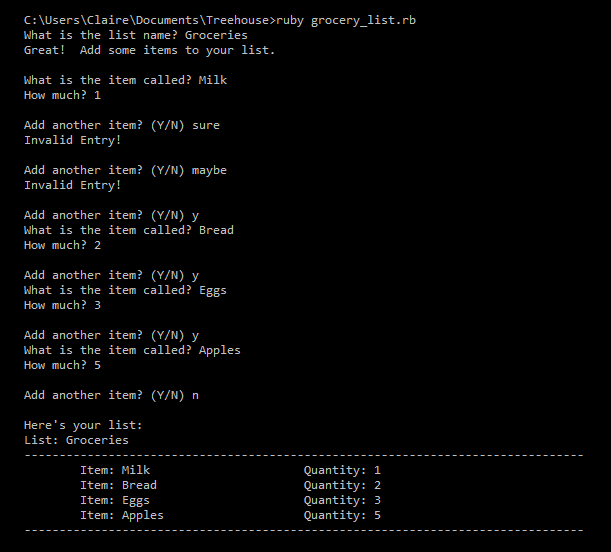 C:\Users\Claire\Documents\Treehouse>ruby grocery_list.rb
What is the list name? Groceries
Great!  Add some items to your list.

What is the item called? Milk
How much? 1

Add another item? (Y/N) sure
Invalid Entry!

Add another item? (Y/N) maybe
Invalid Entry!

Add another item? (Y/N) y
What is the item called? Bread
How much? 2

Add another item? (Y/N) y
What is the item called? Eggs
How much? 3

Add another item? (Y/N) y
What is the item called? Apples
How much? 5

Add another item? (Y/N) n

Here's your list:
List: Groceries
--------------------------------------------------------------------------------
        Item: Milk                      Quantity: 1
        Item: Bread                     Quantity: 2
        Item: Eggs                      Quantity: 3
        Item: Apples                    Quantity: 5
--------------------------------------------------------------------------------